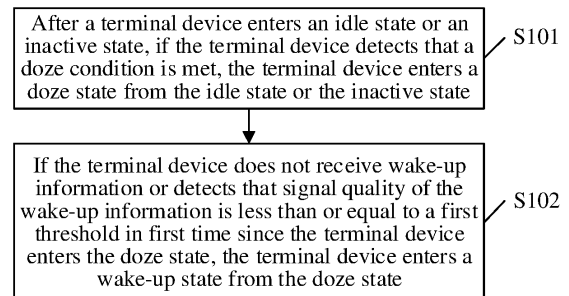 After a terminal device enters an idle state or an
inactive state, if the terminal device detects that a
doze condition is met, the terminal device enters a
doze state from the idle state or the inactive state
S101
If the terminal device does not receive wake-up
information or detects that signal quality of the
wake-up information is less than or equal to a first
threshold in first time since the terminal device
enters the doze state, the terminal device enters a
wake-up state from the doze state
S102